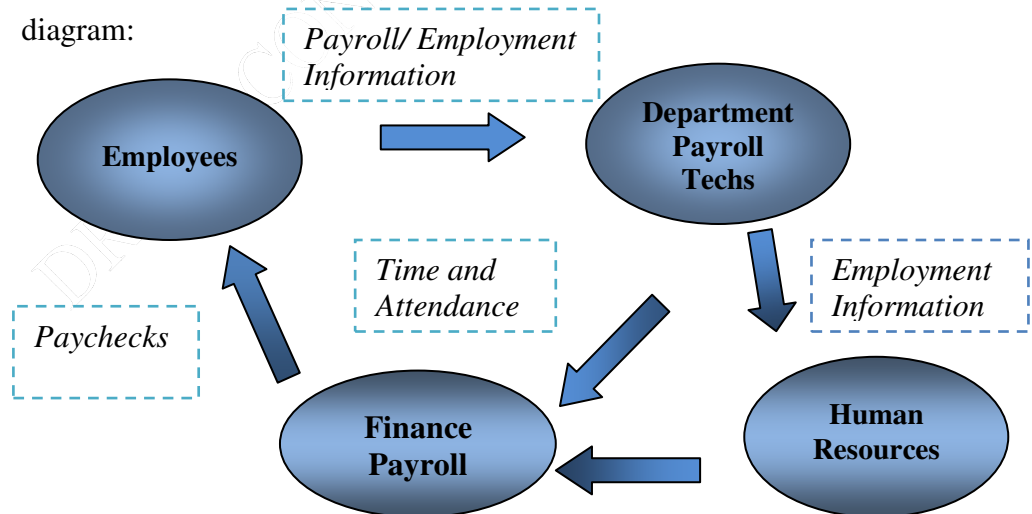 diagram:
Payroll/ Employment
Information
Employees
Department
Payroll
Techs
Time and
Attendance
Employment
Information
Paychecks
Finance
Payroll
Human
Resources